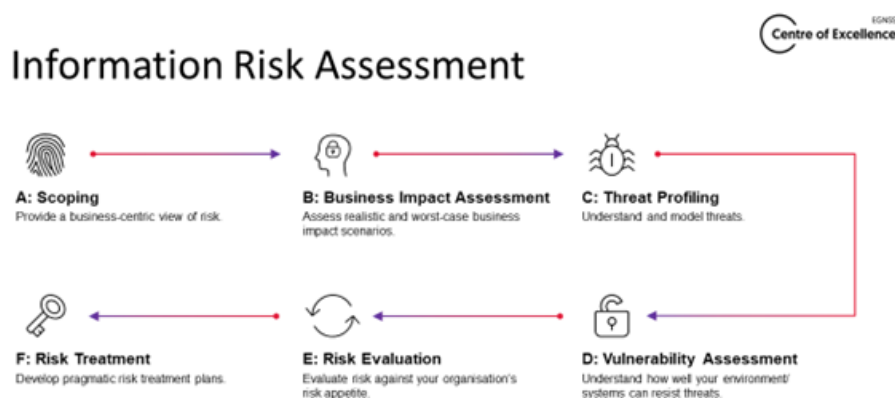 EGNSS
Centre of Excellence
Information Risk Assessment
A: Scoping
Provide a business-centric view of risk.
B: Business Impact Assessment
Assess realistic and worst-case business
impact scenarios.
C: Threat Profiling
Understand and model threats.
D: Vulnerability Assessment
Understand how well your environment/
systems can resist threats.
E: Risk Evaluation
Evaluate risk against your organisation's
risk appetite.
F: Risk Treatment
Develop pragmatic risk treatment plans.